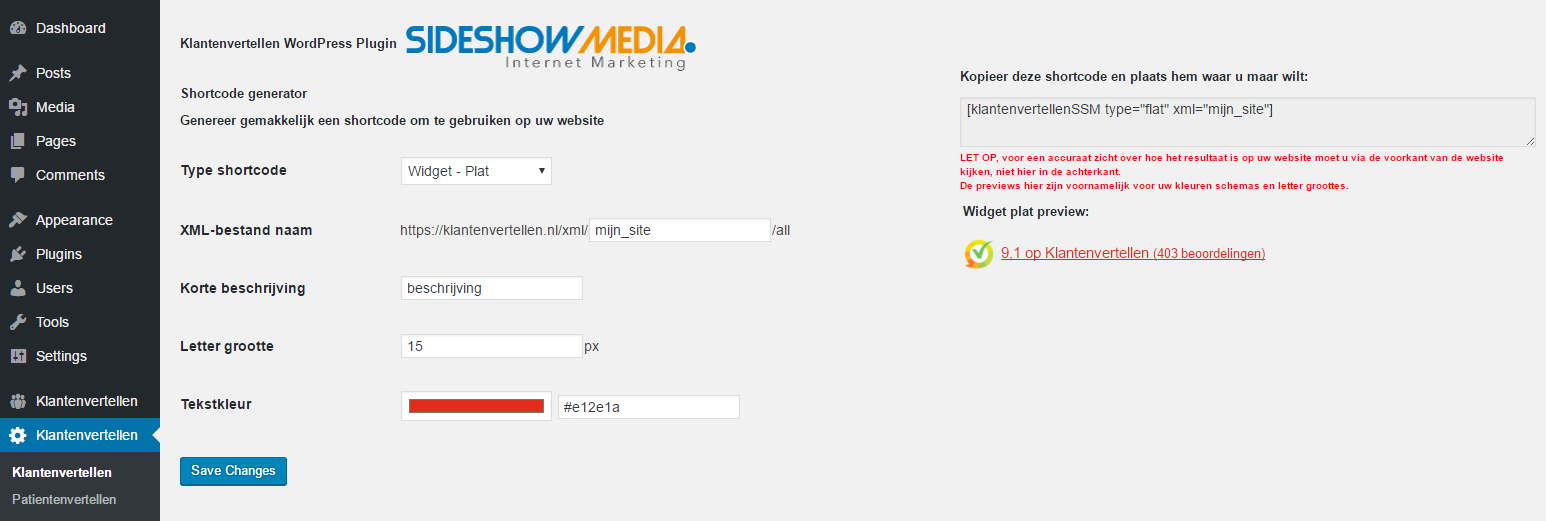 Dashboard
Posts
Media
Pages
Comments
Appearance
Plugins
Users
Tools
Settings
Klantenvertellen
Klantenvertellen
Klantenvertellen
Patientenvertellen
Klantenvertellen WordPress Plugin
SIDESHOWMEDIA.
Internet Marketing
Shortcode generator
Genereer gemakkelijk een shortcode om te gebruiken op uw website
Type shortcode
Widget - Plat
XML-bestand naam
https://klantenvertellen.nl/xml/ mijn_site /all
Korte beschrijving
beschrijving
Letter grootte
15 px
Tekstkleur
#e12e1a
Save Changes
Kopieer deze shortcode en plaats hem waar u maar wilt:
[klantenvertellenSSM type="flat" xml="mijn_site"]
LET OP, voor een accuraat zicht over hoe het resultaat is op uw website moet u via de voorkant van de website
kijken, niet hier in de achterkant.
De previews hier zijn voornamelijk voor uw kleuren schemas en letter groottes.
Widget plat preview:
9,1 op Klantenvertellen (403 beoordelingen)